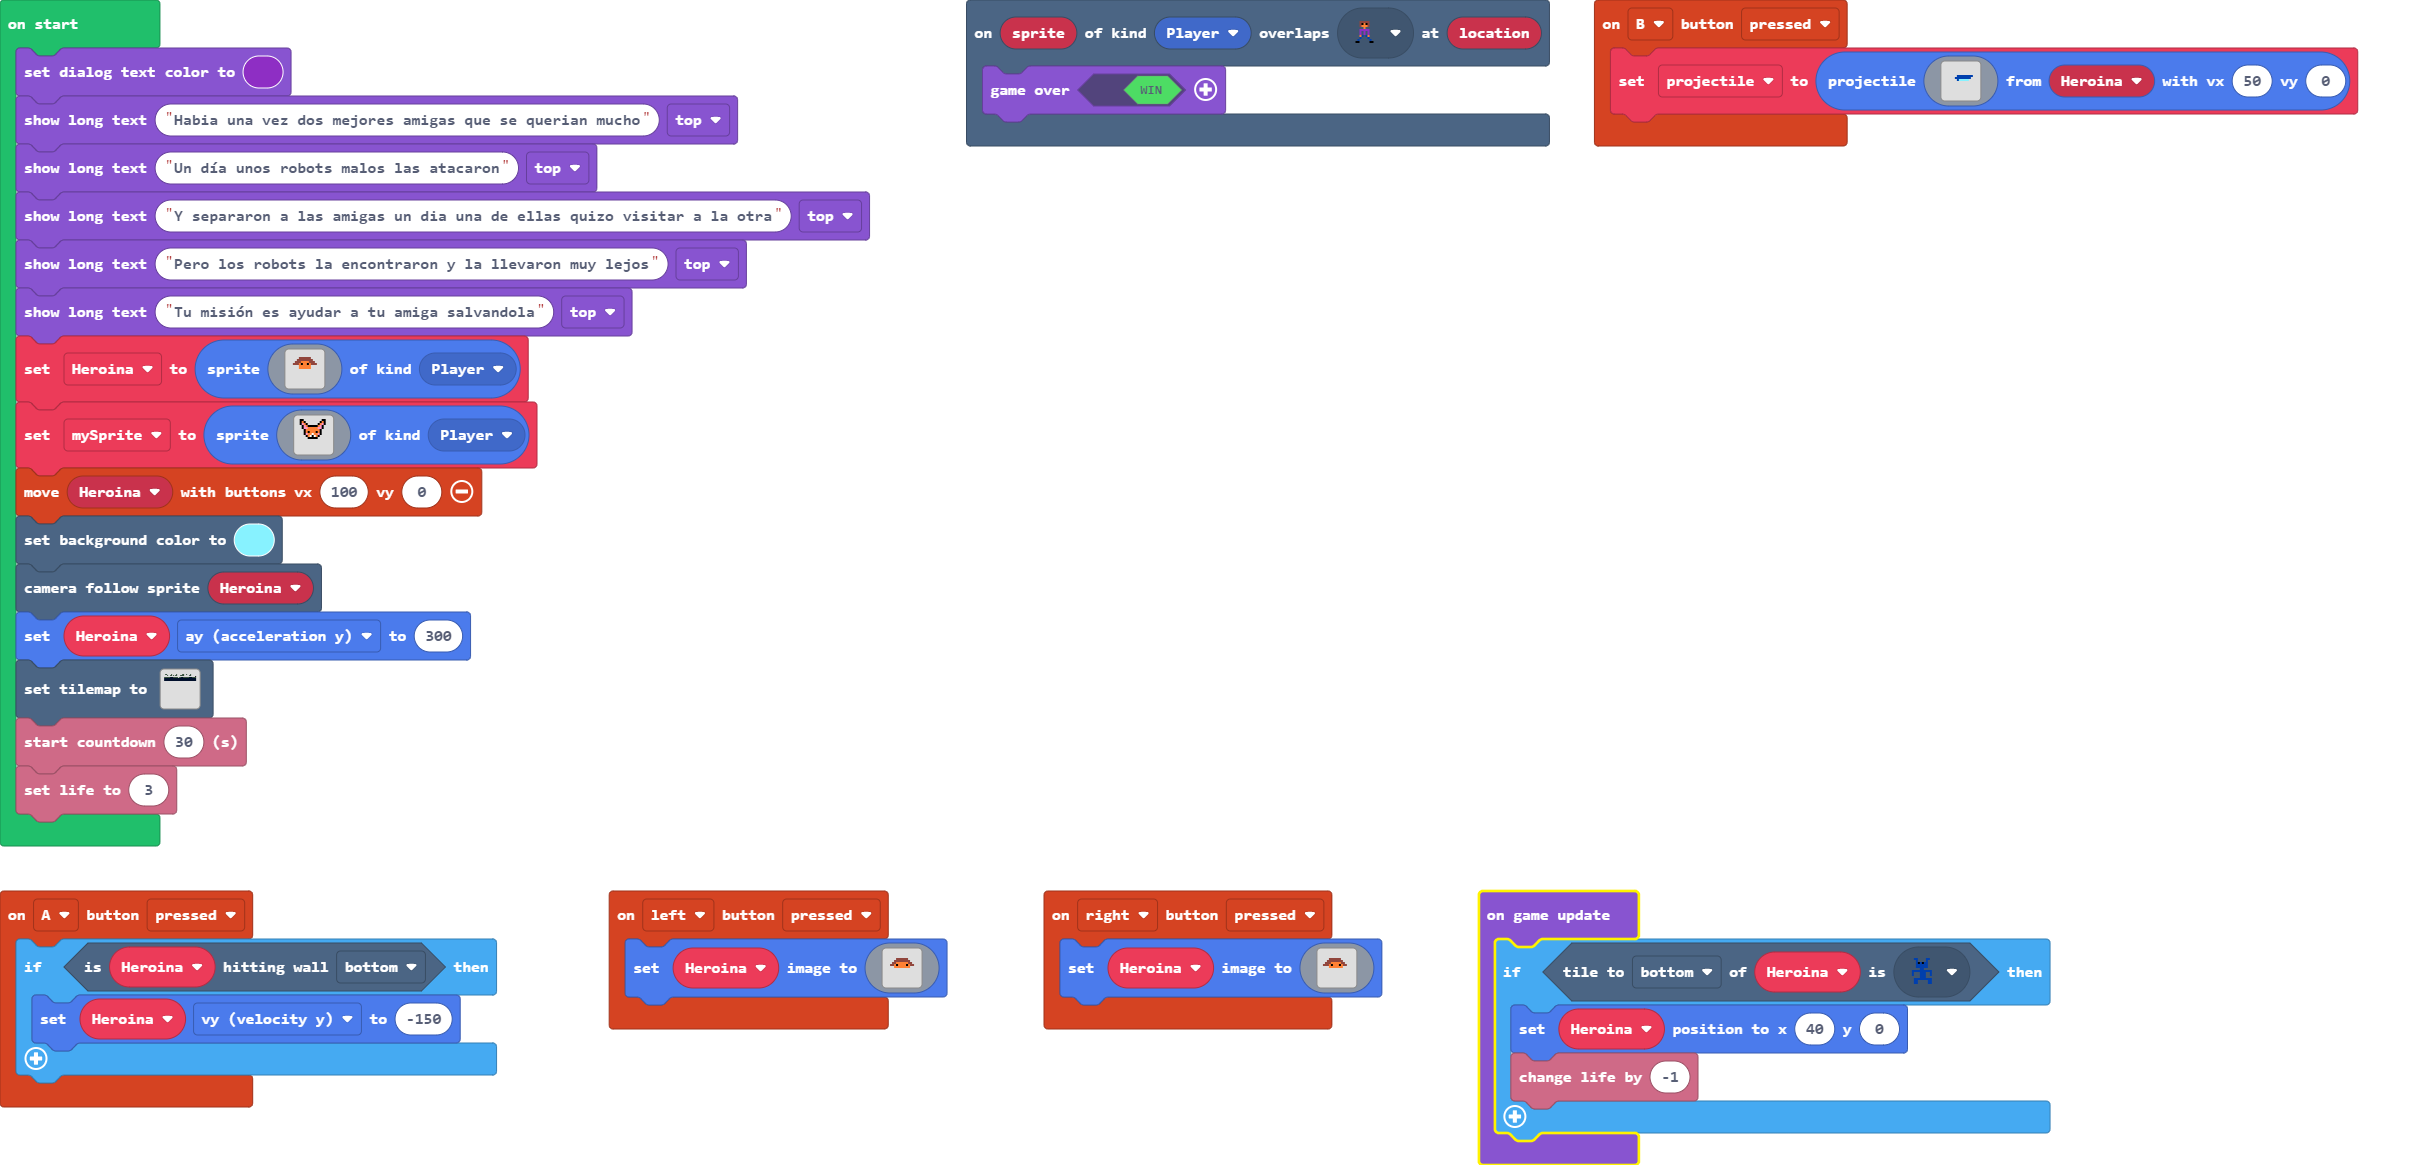 on start
set dialog text color to
show long text "Habia una vez dos mejores amigas que se querian mucho" top
show long text "Un día unos robots malos las atacaron" top
show long text "Y separaron a las amigas un dia una de ellas quizo visitar a la otra" top
show long text "Pero los robots la encontraron y la llevaron muy lejos" top
show long text "Tu misión es ayudar a tu amiga salvandola" top
set Heroina to sprite of kind Player
set mySprite to sprite of kind Player
move Heroina with buttons vx 100 vy 0
set background color to
camera follow sprite Heroina
set Heroina ay (acceleration y) to 300
set tilemap to
start countdown 30 (s)
set life to 3
on sprite of kind Player overlaps at location
game over WIN
on B button pressed
set projectile to projectile from Heroina with vx 50 vy 0
on A button pressed
if is Heroina hitting wall bottom then
set Heroina vy (velocity y) to -150
on left button pressed
set Heroina image to
on right button pressed
set Heroina image to
on game update
if tile to bottom of Heroina is then
set Heroina position to x 40 y 0
change life by -1